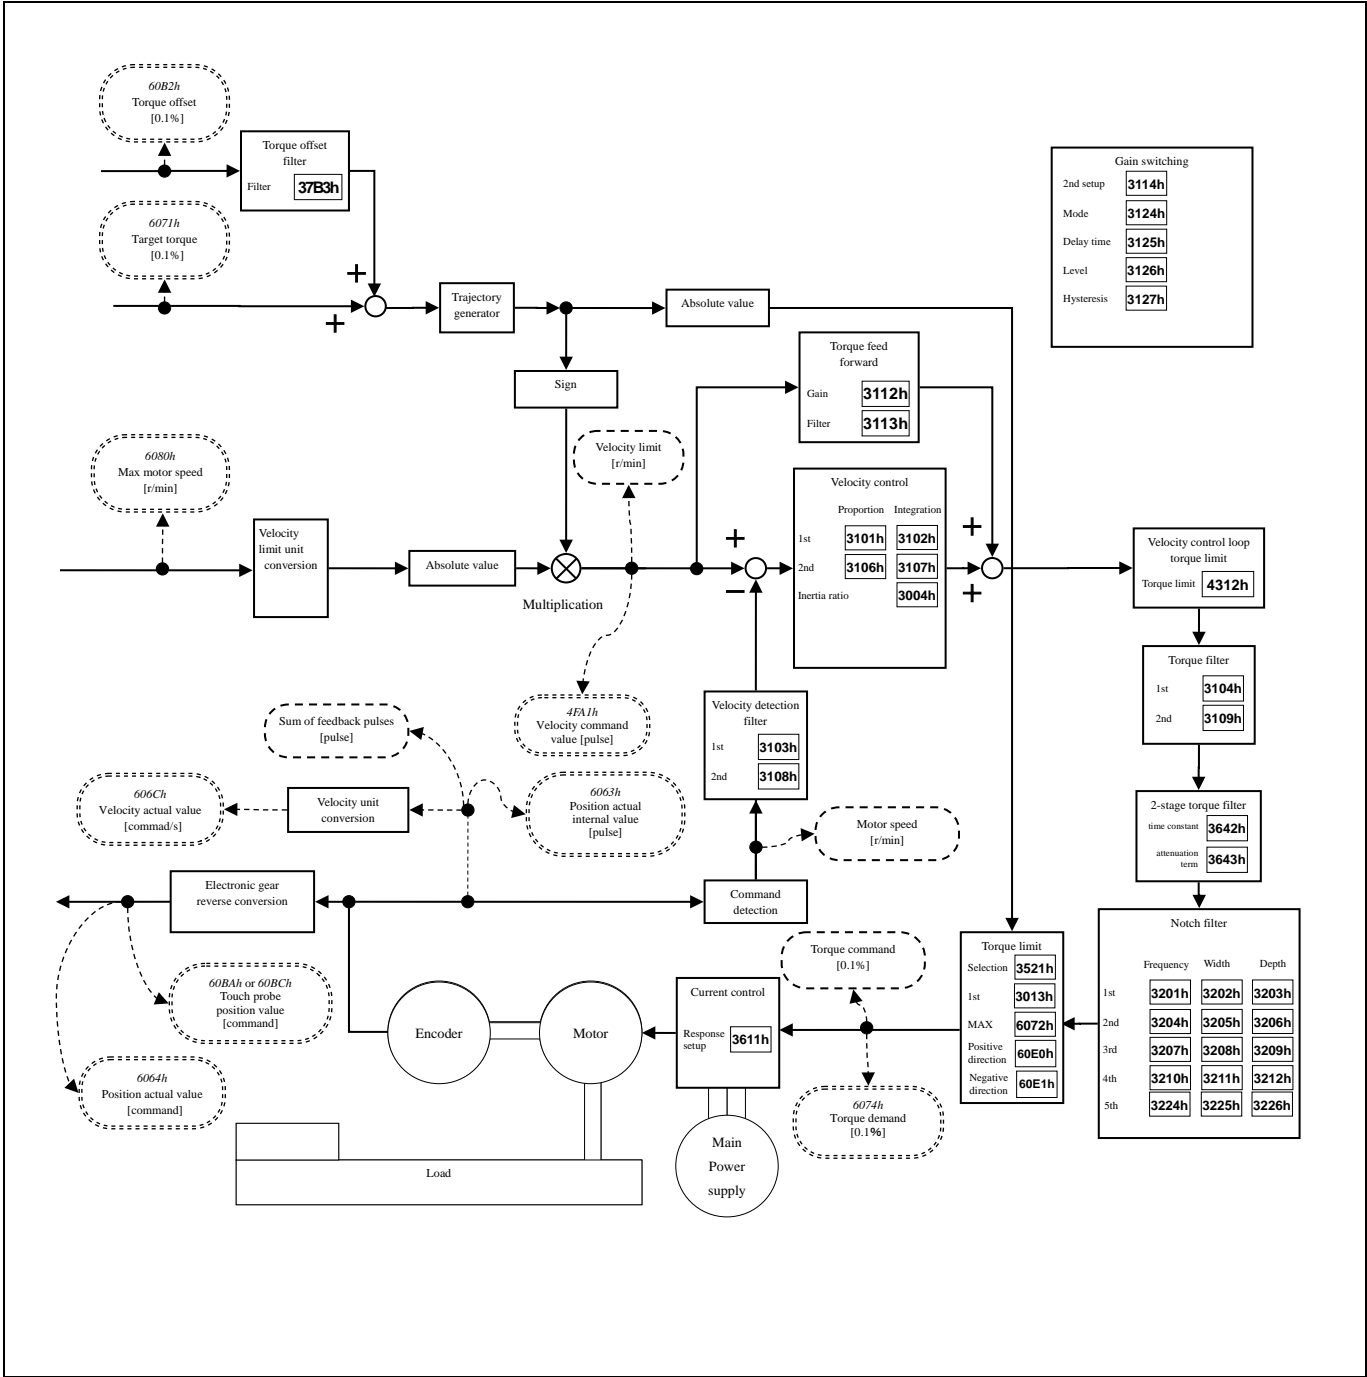 60B2h
Torque offset
[0.1%]
Torque offset
filter
Filter 37B3h
6071h
Target torque
[0.1%]
+
+
Trajectory
generator
Absolute value
Sign
Gain switching
2nd setup 3114h
Mode 3124h
Delay time 3125h
Level 3126h
Hysteresis 3127h
Torque feed
forward
Gain 3112h
Filter 3113h
6080h
Max motor speed
[r/min]
Velocity limit
[r/min]
Velocity
limit unit
conversion
Absolute value
Multiplication
+
−
Velocity control
Proportion Integration
1st 3101h 3102h
2nd 3106h 3107h
Inertia ratio 3004h
+
+
Velocity control loop
torque limit
Torque limit 4312h
Torque filter
1st 3104h
2nd 3109h
2-stage torque filter
time constant 3642h
attenuation
term 3643h
Sum of feedback pulses
[pulse]
4FA1h
Velocity command
value [pulse]
Velocity detection
filter
1st 3103h
2nd 3108h
606Ch
Velocity actual value
[commad/s]
Velocity unit
conversion
6063h
Position actual
internal value
[pulse]
Motor speed
[r/min]
Electronic gear
reverse conversion
Command
detection
Notch filter
Frequency Width Depth
1st 3201h 3202h 3203h
2nd 3204h 3205h 3206h
3rd 3207h 3208h 3209h
4th 3210h 3211h 3212h
5th 3224h 3225h 3226h
Torque limit
Selection 3521h
1st 3013h
MAX 6072h
Positive
direction 60E0h
Negative
direction 60E1h
Torque command
[0.1%]
60BAh or 60BCh
Touch probe
position value
[command]
Encoder
Motor
Current control
Response
setup 3611h
6064h
Position actual value
[command]
6074h
Torque demand
[0.1%]
Main
Power
supply
Load